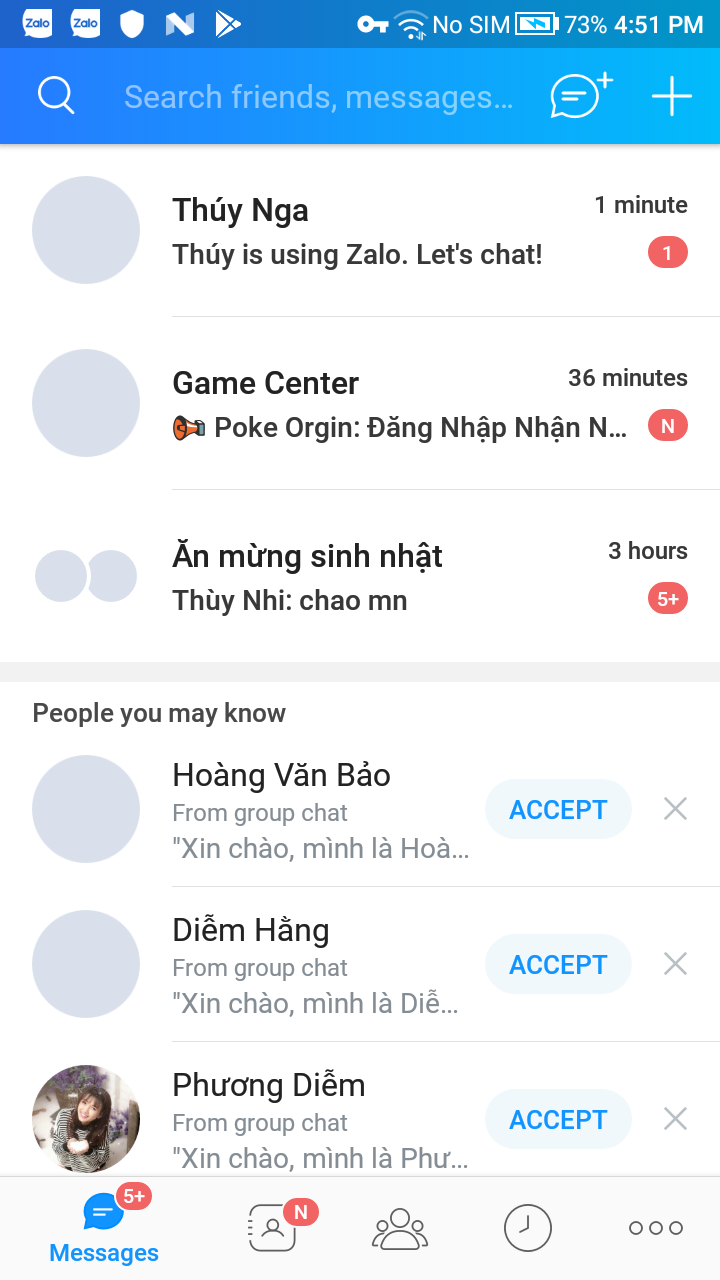 Zalo Zalo No SIM 73% 4:51 PM
Search friends, messages...
Thúy Nga 1 minute
Thúy is using Zalo. Let's chat! 1
Game Center 36 minutes
Poke Orgin: Đăng Nhập Nhận N... N
Ăn mừng sinh nhật 3 hours
Thùy Nhi: chao mn 5+
People you may know
Hoàng Văn Bảo
From group chat
"Xin chào, mình là Hoà...
ACCEPT
Diễm Hằng
From group chat
"Xin chào, mình là Diễ...
ACCEPT
Phương Diễm
From group chat
"Xin chào, mình là Phư...
ACCEPT
5+ N
Messages